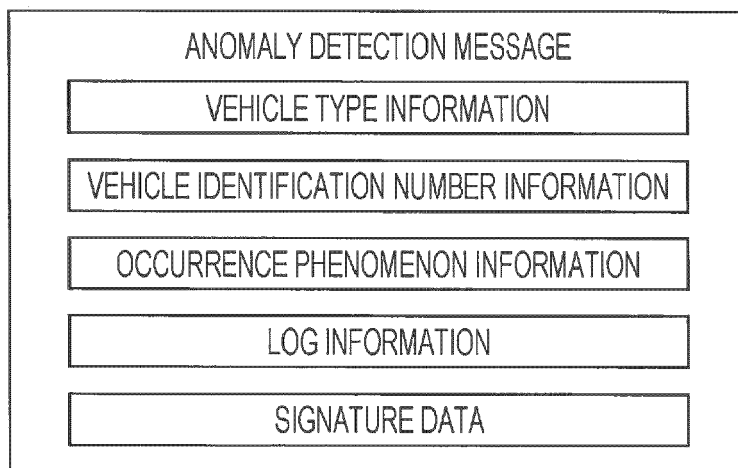 ANOMALY DETECTION MESSAGE
VEHICLE TYPE INFORMATION
VEHICLE IDENTIFICATION NUMBER INFORMATION
OCCURRENCE PHENOMENON INFORMATION
LOG INFORMATION
SIGNATURE DATA